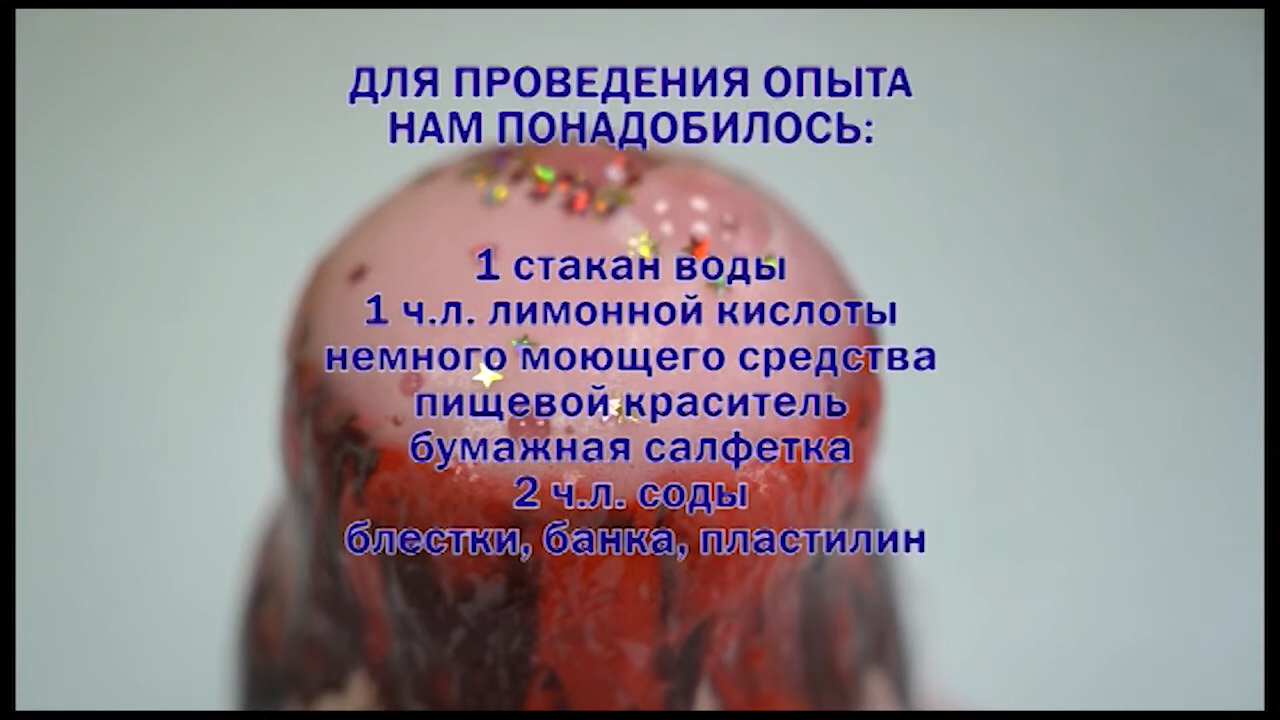 ДЛЯ ПРОВЕДЕНИЯ ОПЫТА
НАМ ПОНАДОБИЛОСЬ:
1 стакан воды
1 ч.л. лимонной кислоты
немного моющего средства
пищевой краситель
бумажная салфетка
2 ч.л. соды
блестки, банка, пластилин